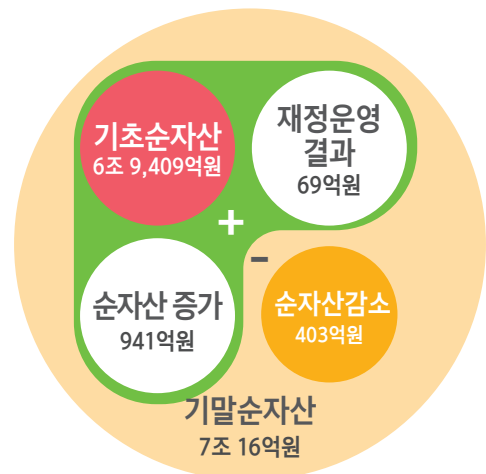 기초순자산
6조 9,409억원
재정운영
결과
69억원
+
-
순자산 증가
941억원
순자산감소
403억원
기말순자산
7조 16억원